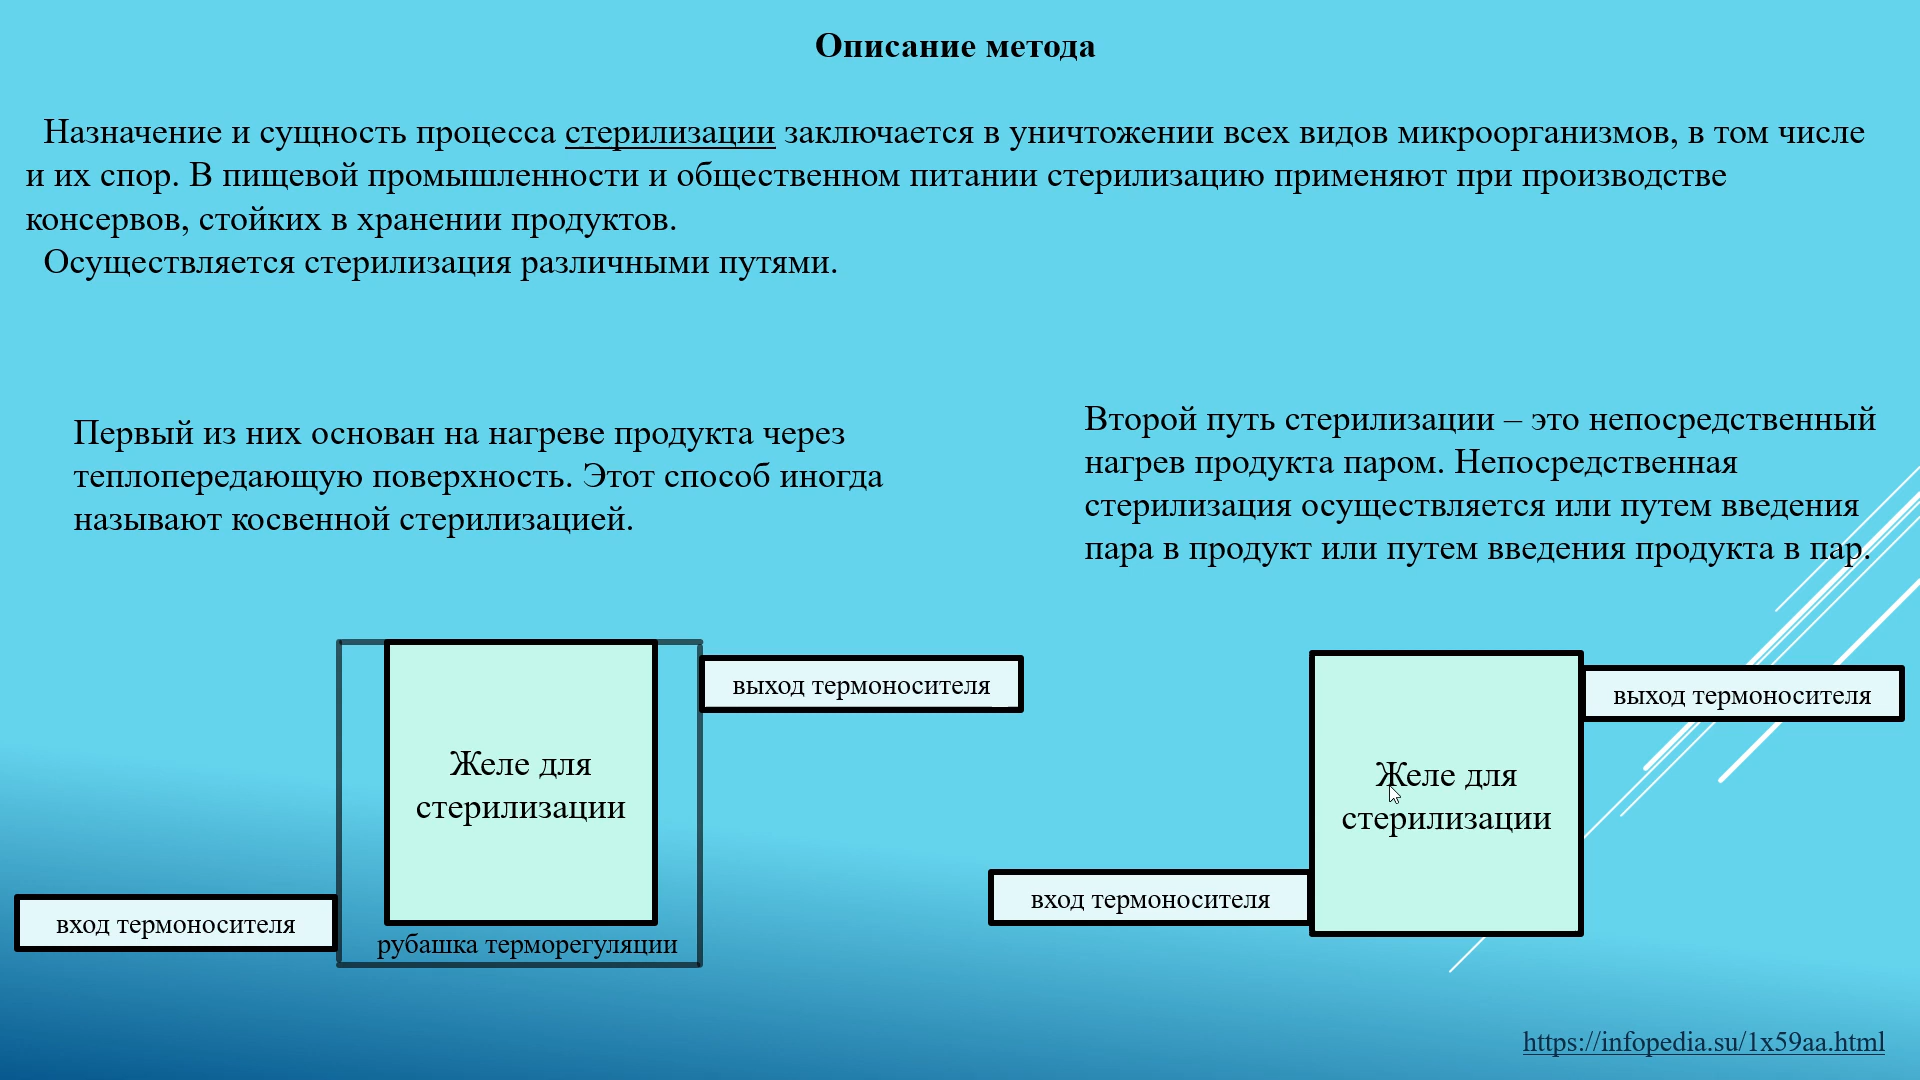 Описание метода
Назначение и сущность процесса стерилизации заключается в уничтожении всех видов микроорганизмов, в том числе
и их спор. В пищевой промышленности и общественном питании стерилизацию применяют при производстве
консервов, стойких в хранении продуктов.
Осуществляется стерилизация различными путями.
Первый из них основан на нагреве продукта через
теплопередающую поверхность. Этот способ иногда
называют косвенной стерилизацией.
Второй путь стерилизации – это непосредственный
нагрев продукта паром. Непосредственная
стерилизация осуществляется или путем введения
пара в продукт или путем введения продукта в пар.
выход термоносителя
Желе для
стерилизации
вход термоносителя
рубашка терморегуляции
выход термоносителя
Желе для
стерилизации
вход термоносителя
https://infopedia.su/1x59aa.html